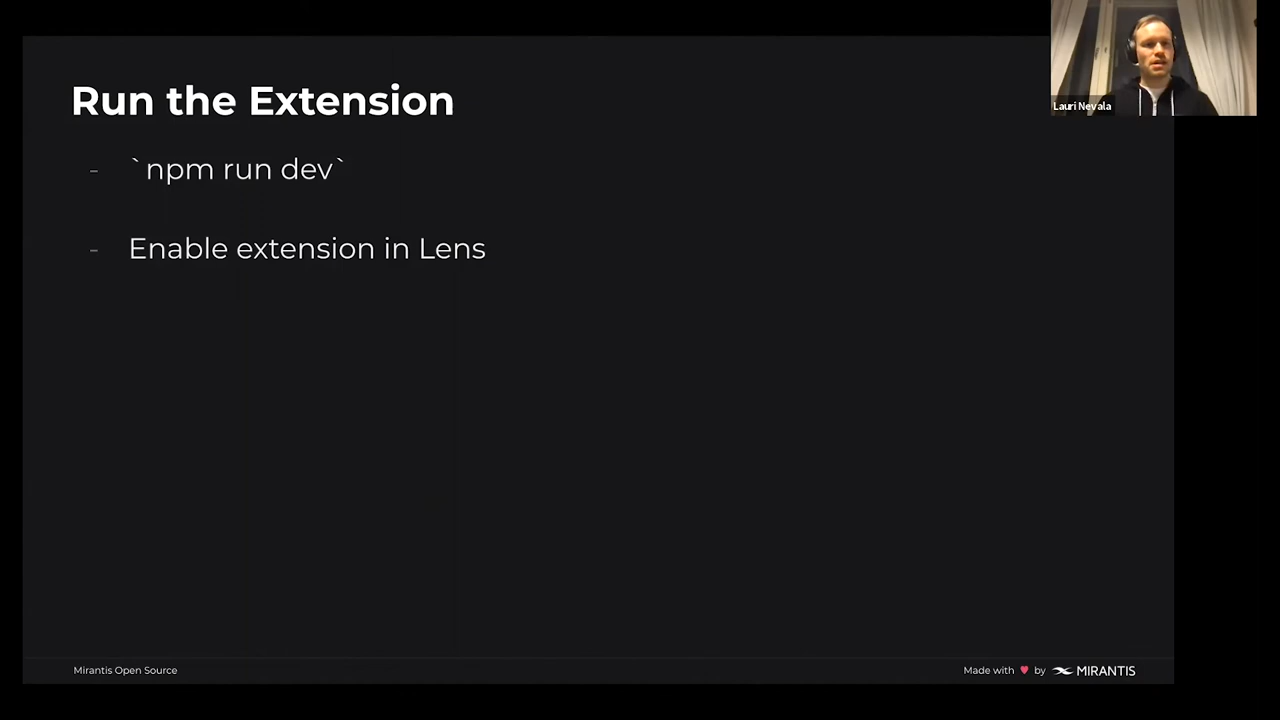 Run the Extension
- `npm run dev`
- Enable extension in Lens
Lauri Nevala
Mirantis Open Source
Made with ♥ by MIRANTIS